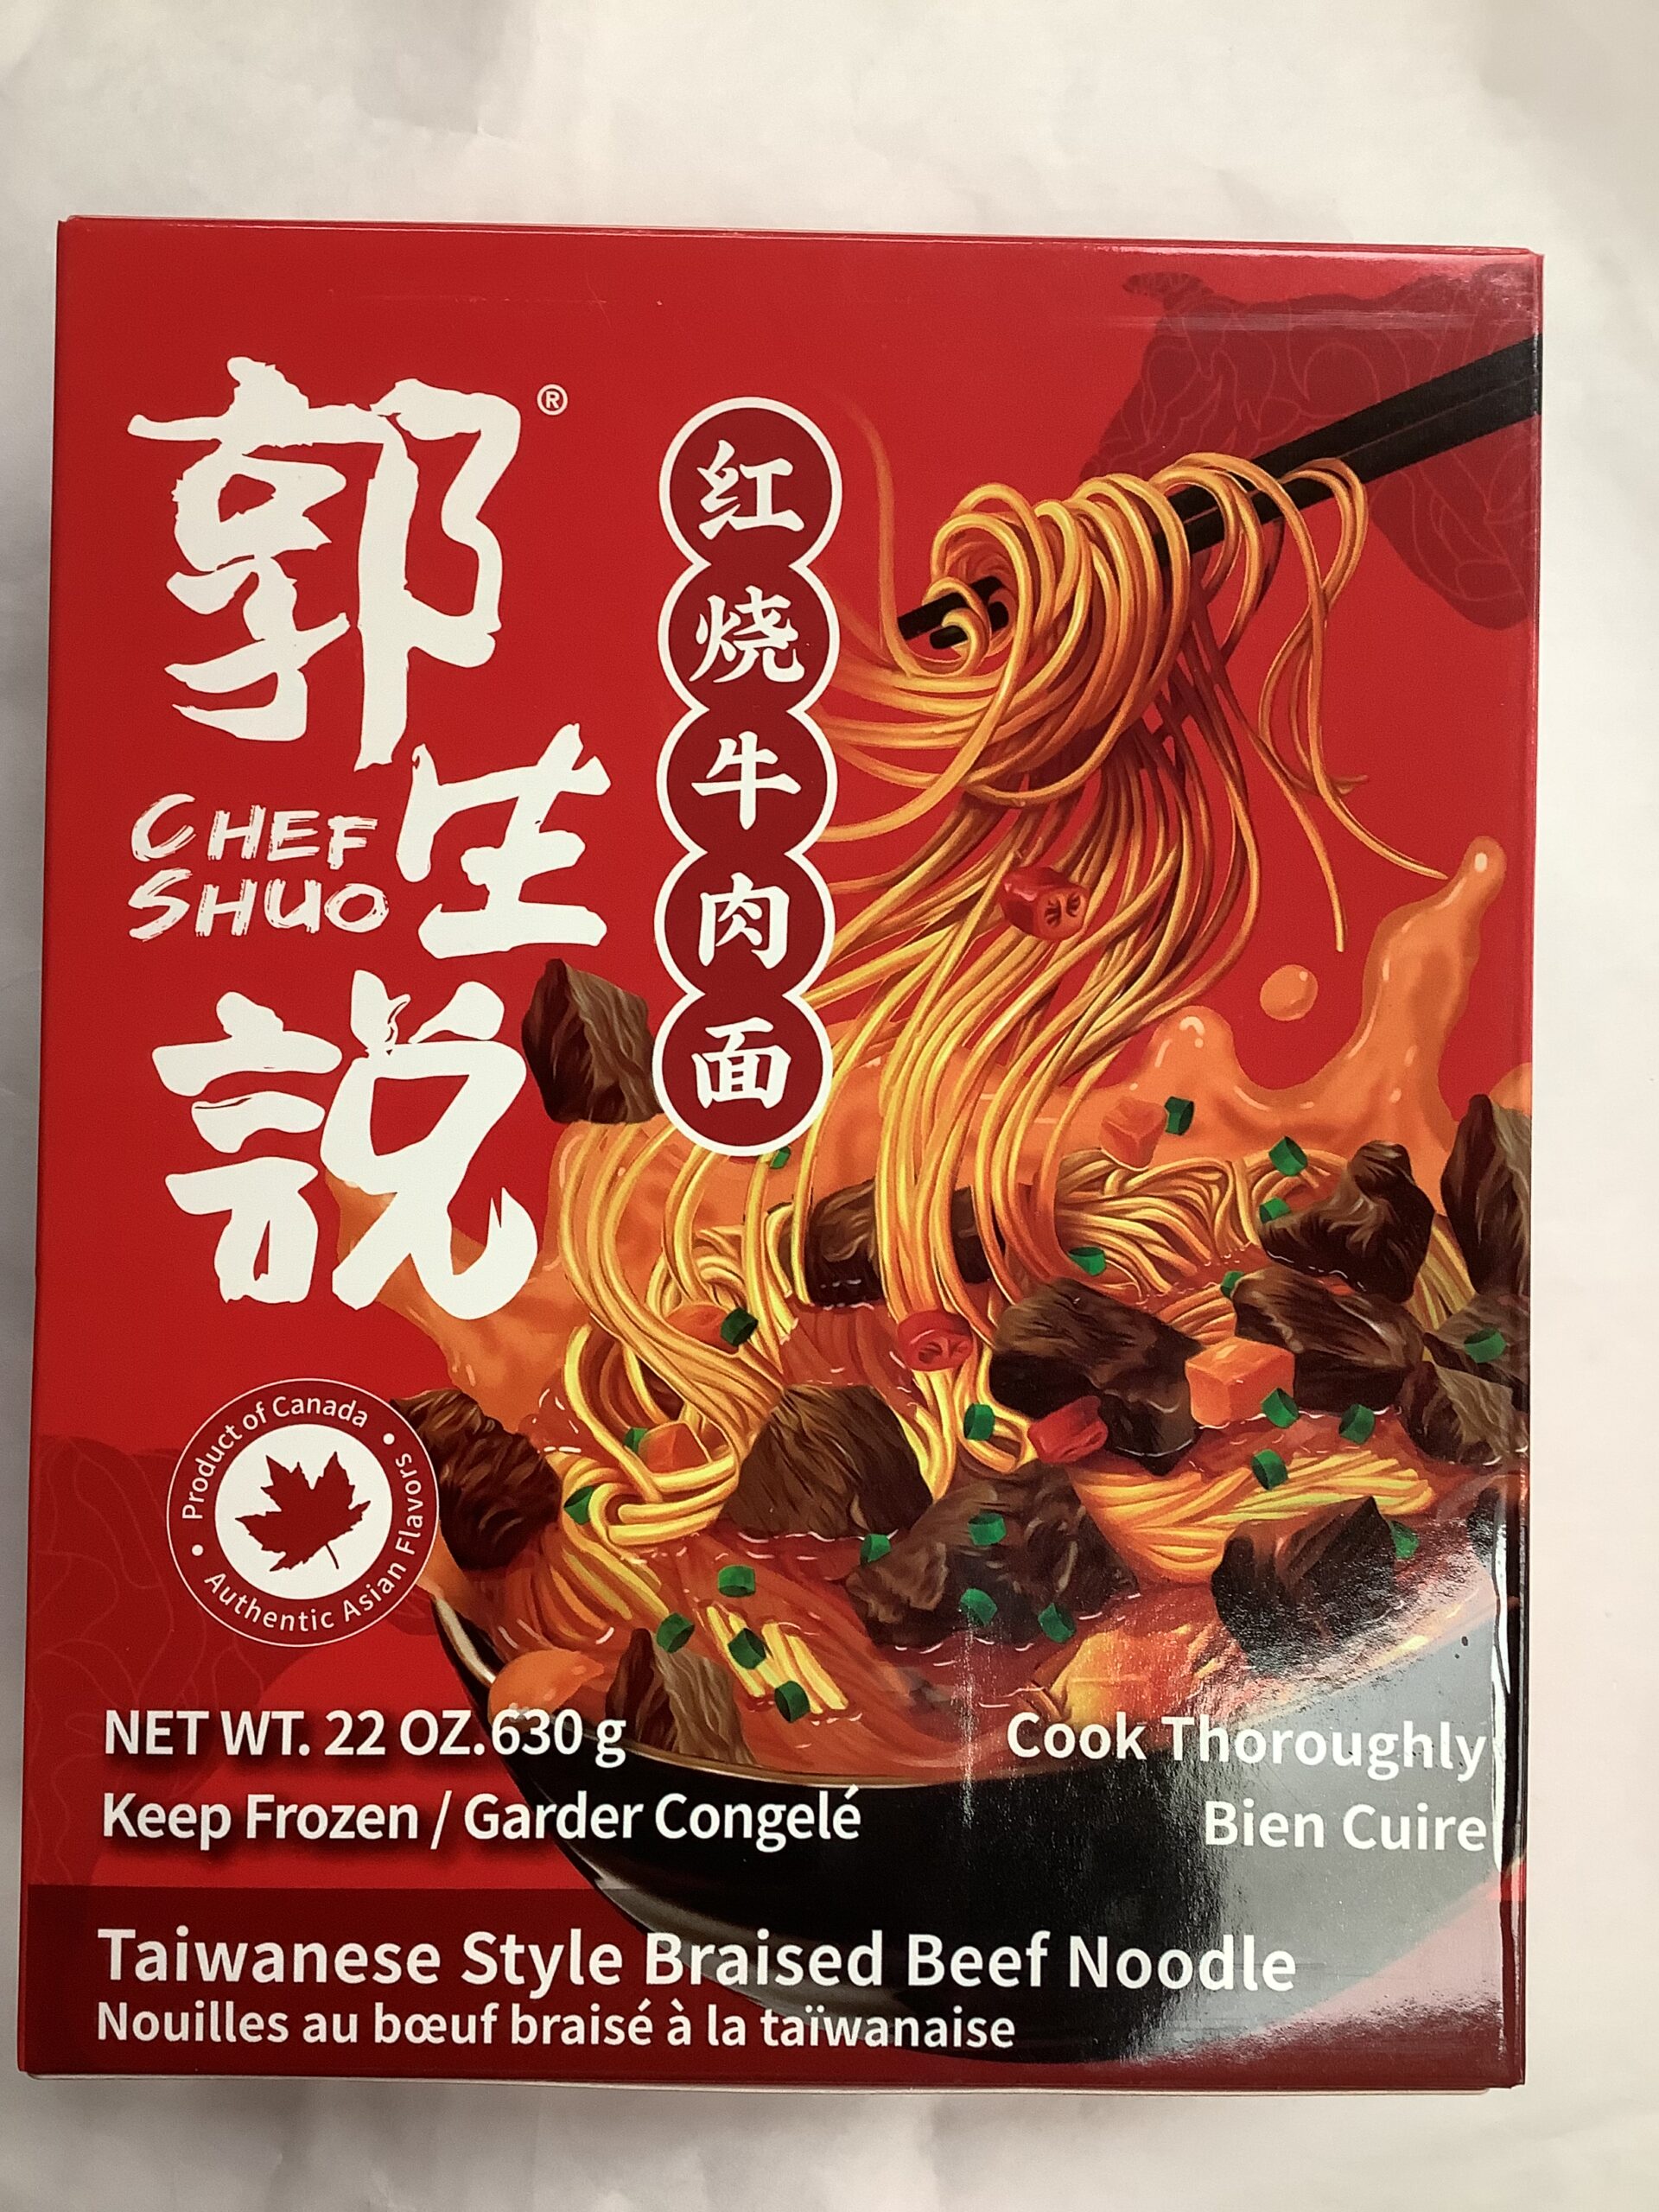 郭生説®
CHEF
SHUO
红烧牛肉面
Product of Canada
Authentic Asian Flavors
NET WT. 22 OZ.630 g
Keep Frozen / Garder Congelé
Cook Thoroughly
Bien Cuire
Taiwanese Style Braised Beef Noodle
Nouilles au bœuf braisé à la taïwanaise